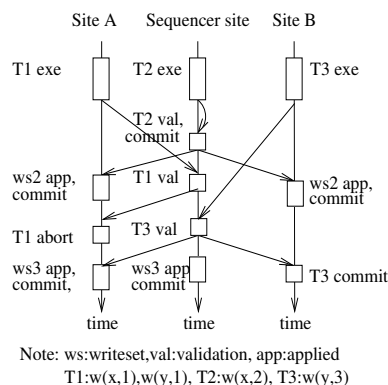 Site A Sequencer site Site B
T1 exe T2 exe T3 exe
T2 val,
commit
ws2 app,
commit
T1 val
ws2 app,
commit
T1 abort
T3 val
ws3 app,
commit,
ws3 app
commit
T3 commit
time time time
Note: ws:writeset,val:validation, app:applied
T1:w(x,1),w(y,1), T2:w(x,2), T3:w(y,3)